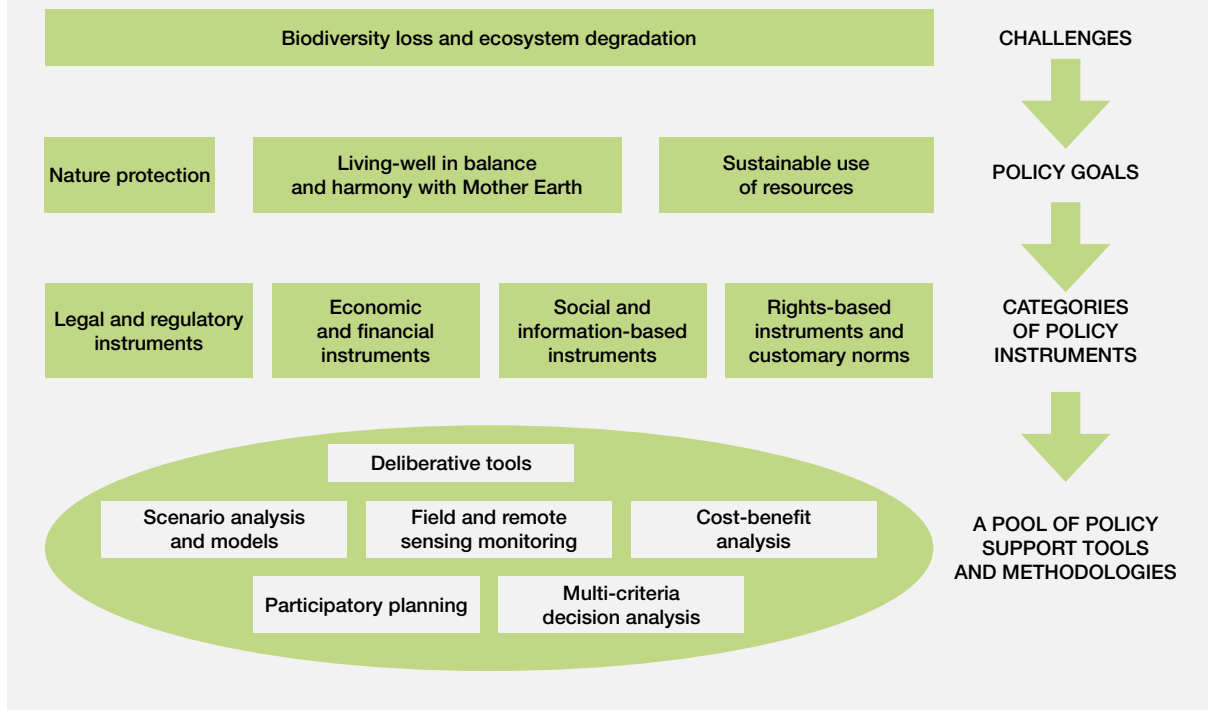 Biodiversity loss and ecosystem degradation
CHALLENGES
Nature protection
Living-well in balance
and harmony with Mother Earth
Sustainable use
of resources
POLICY GOALS
Legal and regulatory
instruments
Economic
and financial
instruments
Social and
information-based
instruments
Rights-based
instruments and
customary norms
CATEGORIES
OF POLICY
INSTRUMENTS
Deliberative tools
Scenario analysis
and models
Field and remote
sensing monitoring
Cost-benefit
analysis
Participatory planning
Multi-criteria
decision analysis
A POOL OF POLICY
SUPPORT TOOLS
AND METHODOLOGIES